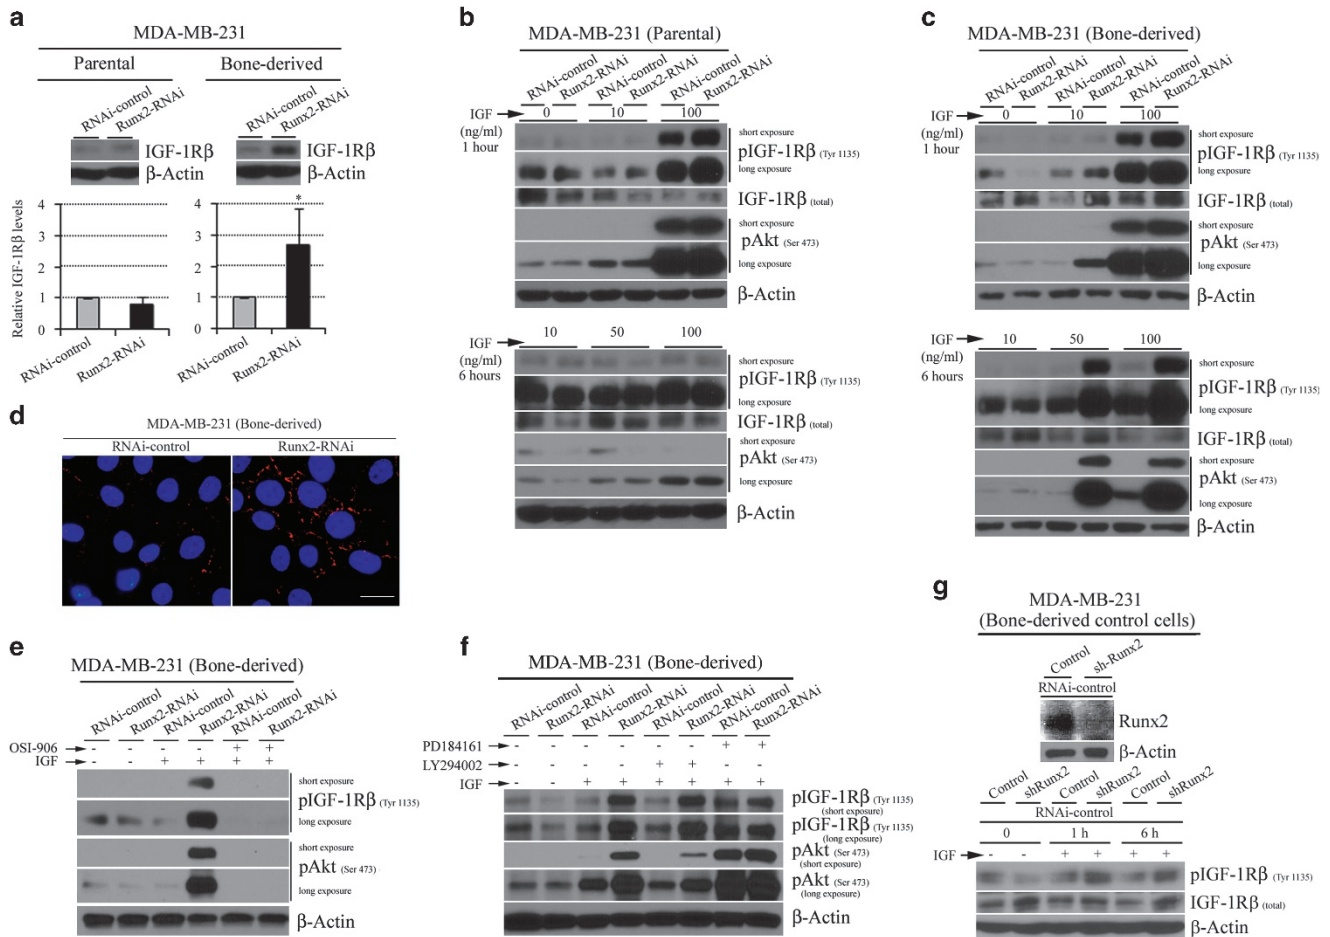 a
MDA-MB-231
Parental Bone-derived
RNAi-control Runx2-RNAi RNAi-control Runx2-RNAi
IGF-1Rβ IGF-1Rβ
β-Actin β-Actin
Relative IGF-1Rβ levels
4 4
3 3
2 2
1 1
0 0
*
RNAi-control Runx2-RNAi RNAi-control Runx2-RNAi
b
MDA-MB-231 (Parental)
RNAi-control Runx2-RNAi RNAi-control Runx2-RNAi RNAi-control Runx2-RNAi
IGF 0 10 100
(ng/ml)
1 hour
short exposure
pIGF-1Rβ (Tyr 1135)
long exposure
IGF-1Rβ (total)
short exposure
pAkt (Ser 473)
long exposure
β-Actin
IGF 10 50 100
(ng/ml)
6 hours
short exposure
pIGF-1Rβ (Tyr 1135)
long exposure
IGF-1Rβ (total)
short exposure
pAkt (Ser 473)
long exposure
β-Actin
c
MDA-MB-231 (Bone-derived)
RNAi-control Runx2-RNAi RNAi-control Runx2-RNAi RNAi-control Runx2-RNAi
IGF 0 10 100
(ng/ml)
1 hour
short exposure
pIGF-1Rβ (Tyr 1135)
long exposure
IGF-1Rβ (total)
short exposure
pAkt (Ser 473)
long exposure
β-Actin
IGF 10 50 100
(ng/ml)
6 hours
short exposure
pIGF-1Rβ (Tyr 1135)
long exposure
IGF-1Rβ (total)
short exposure
pAkt (Ser 473)
long exposure
β-Actin
d
MDA-MB-231 (Bone-derived)
RNAi-control Runx2-RNAi
e
MDA-MB-231 (Bone-derived)
RNAi-control Runx2-RNAi RNAi-control Runx2-RNAi RNAi-control Runx2-RNAi
OSI-906 - - - - + +
IGF - - + + + +
short exposure
pIGF-1Rβ (Tyr 1135)
long exposure
short exposure
pAkt (Ser 473)
long exposure
β-Actin
f
MDA-MB-231 (Bone-derived)
RNAi-control Runx2-RNAi RNAi-control Runx2-RNAi RNAi-control Runx2-RNAi RNAi-control Runx2-RNAi
PD184161 - - - - - - + +
LY294002 - - - - + + - -
IGF - - + + + + + +
pIGF-1Rβ (Tyr 1135)
(short exposure)
pIGF-1Rβ (Tyr 1135)
(long exposure)
pAkt (Ser 473)
(short exposure)
pAkt (Ser 473)
(long exposure)
β-Actin
g
MDA-MB-231
(Bone-derived control cells)
Control sh-Runx2
RNAi-control
Runx2
β-Actin
Control shRunx2 Control shRunx2 Control shRunx2
RNAi-control
0 1 h 6 h
IGF - - + + + +
pIGF-1Rβ (Tyr 1135)
IGF-1Rβ (total)
β-Actin